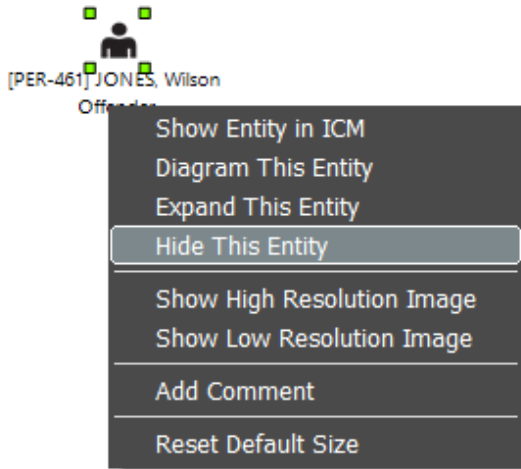 [PER-461] JONES, Wilson
Offender
Show Entity in ICM
Diagram This Entity
Expand This Entity
Hide This Entity
Show High Resolution Image
Show Low Resolution Image
Add Comment
Reset Default Size